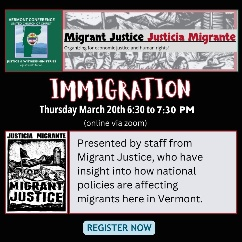 VERMONT CONFERENCE
Migrant Justice Justicia Migrante
Organizing for economic justice and human rights!
IMMIGRATION
Thursday March 20th 6:30 to 7:30 PM
(online via zoom)
JUSTICIA MIGRANTE
MIGRANT
JUSTICE
Presented by staff from
Migrant Justice, who have
insight into how national
policies are affecting
migrants here in Vermont.
REGISTER NOW